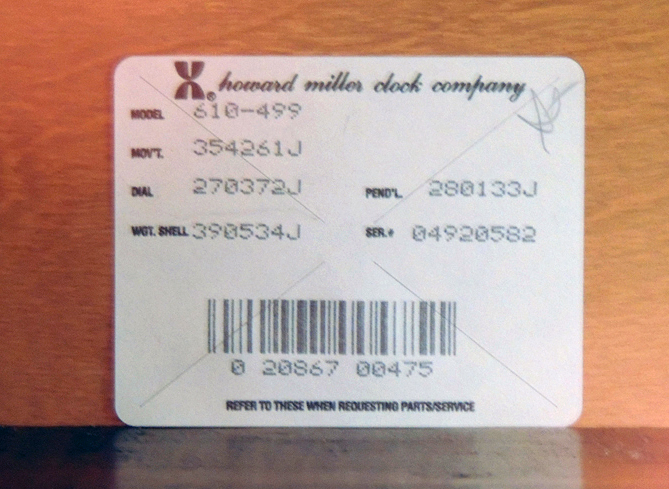 howard miller clock company
MODEL 610-499
MOV'T. 354261J
DIAL 270372J PEND'L 280133J
WGT. SHELL 390534J SER.# 04920582
0 20867 00475
REFER TO THESE WHEN REQUESTING PARTS/SERVICE